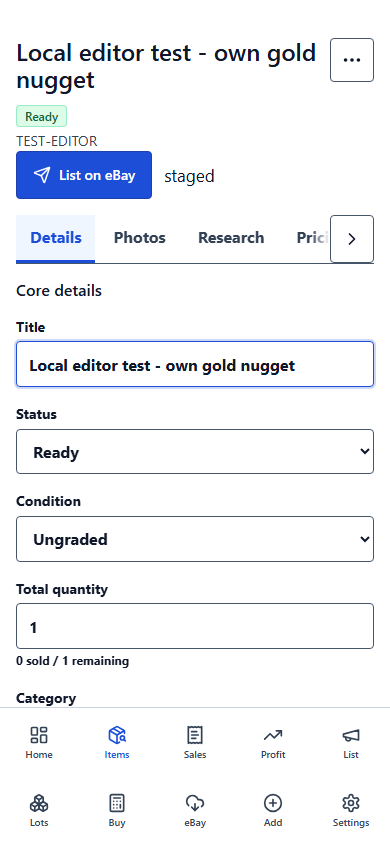 Local editor test - own gold
nugget
Ready
TEST-EDITOR
List on eBay
staged
Details Photos Research Prici
Core details
Title
Local editor test - own gold nugget
Status
Ready
Condition
Ungraded
Total quantity
1
0 sold / 1 remaining
Category
Home Items Sales Profit List
Lots Buy eBay Add Settings